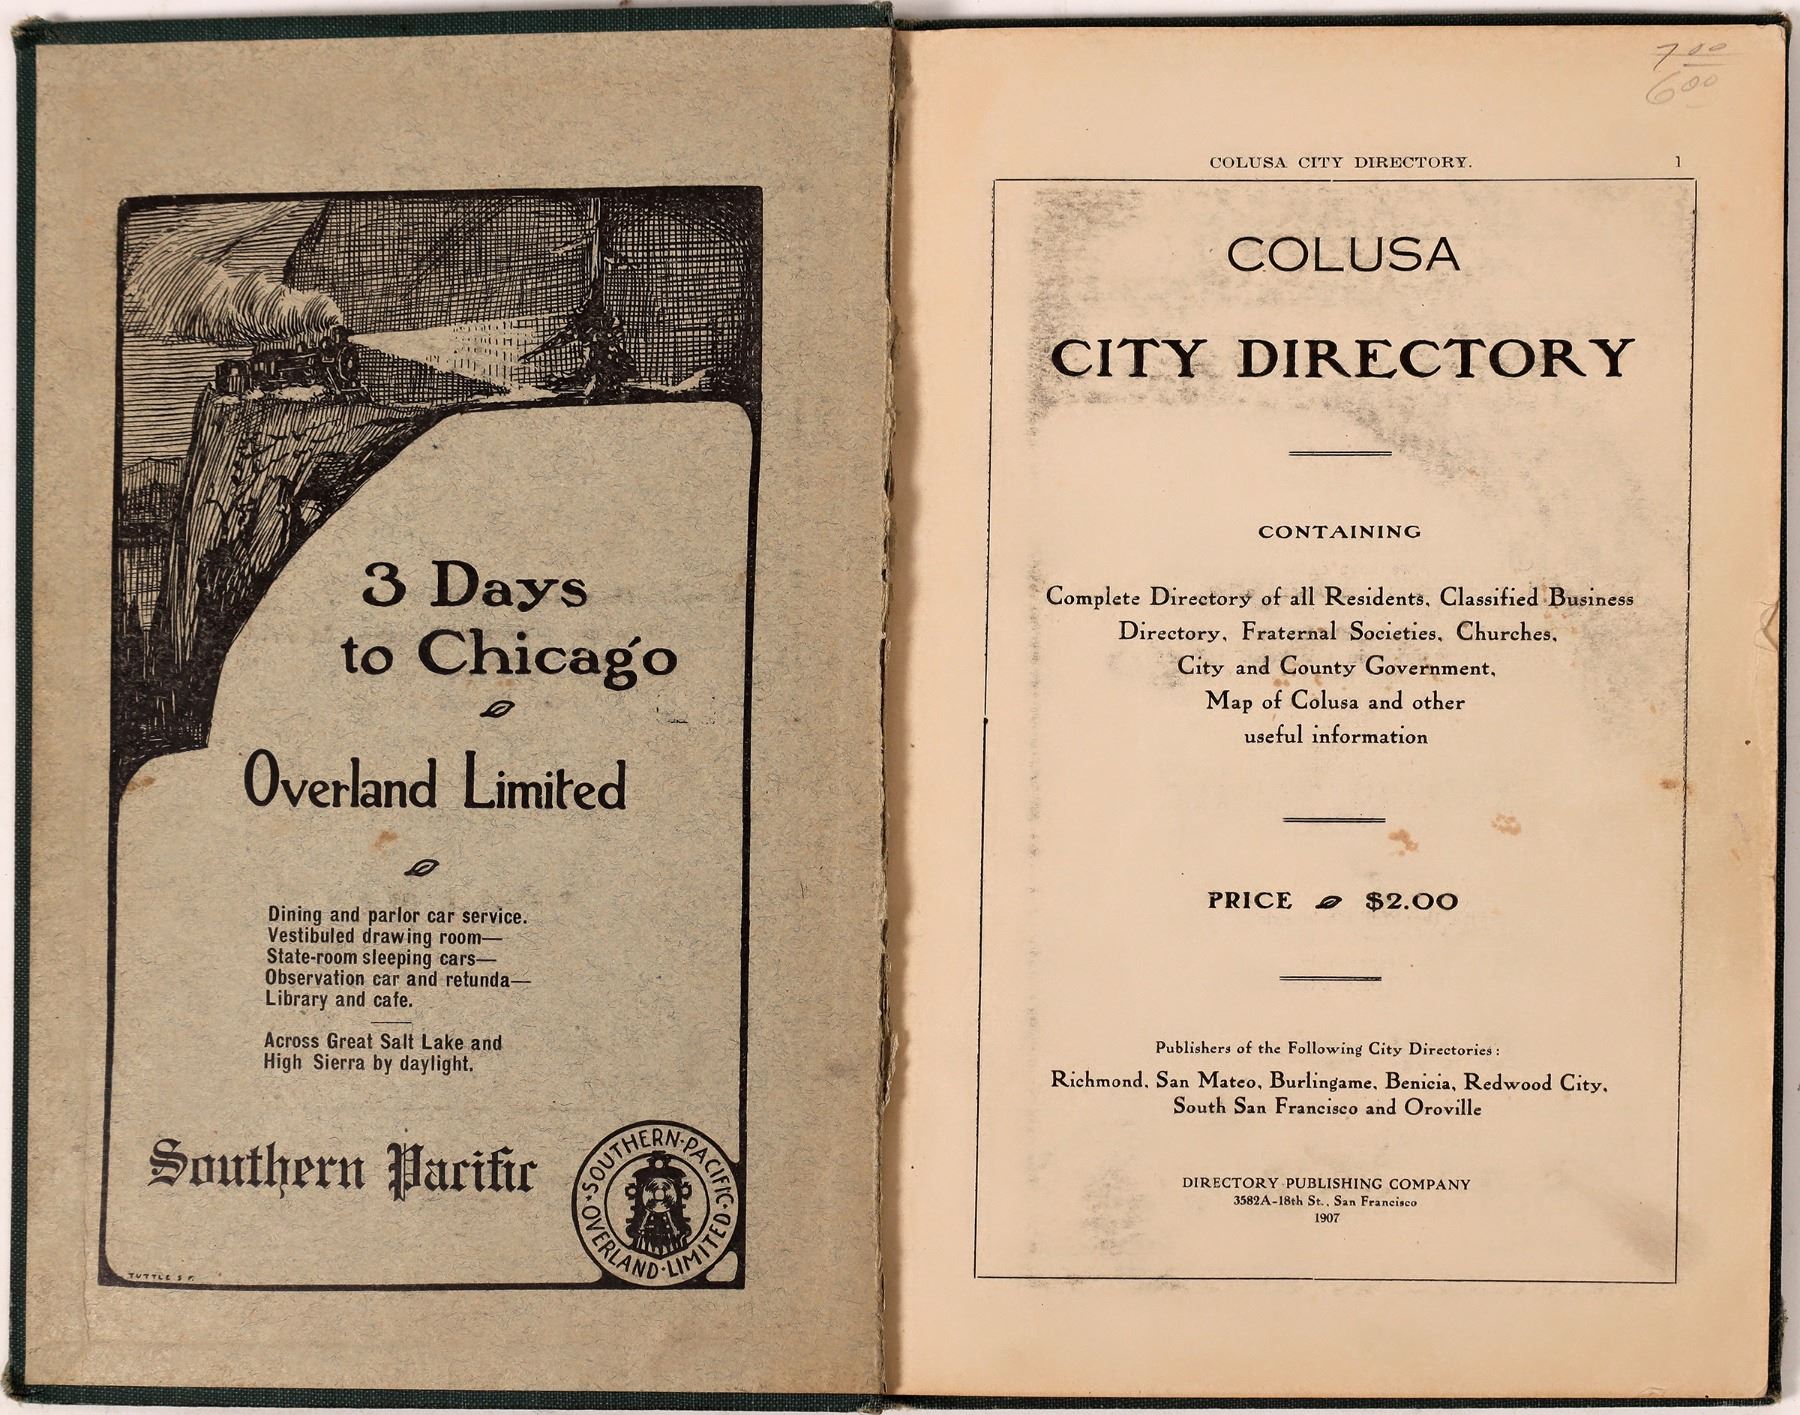 3 Days
to Chicago
Overland Limited
Dining and parlor car service.
Vestibuled drawing room—
State-room sleeping cars—
Observation car and retunda—
Library and cafe.
Across Great Salt Lake and
High Sierra by daylight.
Southern Pacific
SOUTHERN·PACIFIC·
OVERLAND·LIMITED
TUTTLE S.F.
7 00
6 00
COLUSA CITY DIRECTORY. 1
COLUSA
CITY DIRECTORY
CONTAINING
Complete Directory of all Residents, Classified Business
Directory, Fraternal Societies, Churches,
City and County Government,
Map of Colusa and other
useful information
PRICE $2.00
Publishers of the Following City Directories:
Richmond, San Mateo, Burlingame, Benicia, Redwood City,
South San Francisco and Oroville
DIRECTORY PUBLISHING COMPANY
3582A-18th St., San Francisco
1907